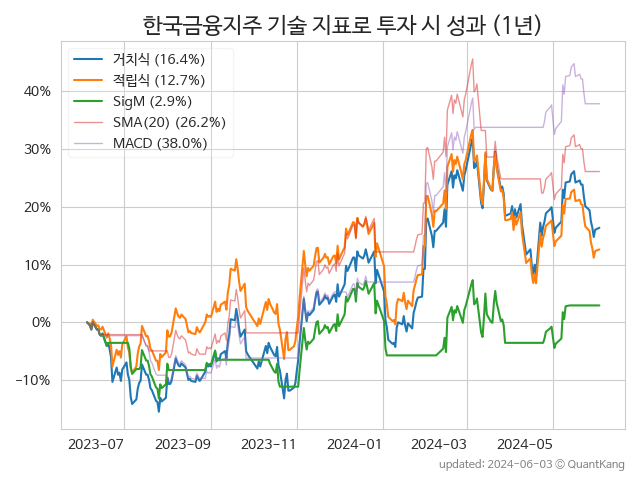 한국금융지주 기술 지표로 투자 시 성과 (1년)
거치식 (16.4%)
적립식 (12.7%)
SigM (2.9%)
SMA(20) (26.2%)
MACD (38.0%)
40%
30%
20%
10%
0%
−10%
2023-07 2023-09 2023-11 2024-01 2024-03 2024-05
updated: 2024-06-03 © QuantKang